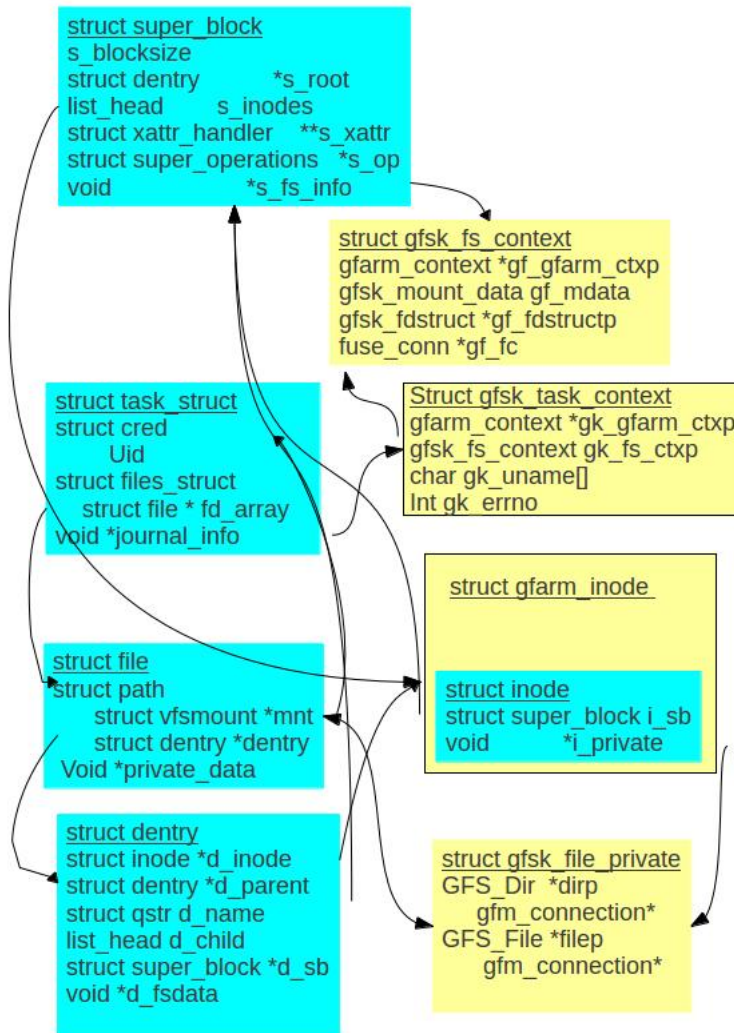 struct super_block
s_blocksize
struct dentry *s_root
list_head s_inodes
struct xattr_handler **s_xattr
struct super_operations *s_op
void *s_fs_info
struct gfsk_fs_context
gfarm_context *gf_gfarm_ctxp
gfsk_mount_data gf_mdata
gfsk_fdstruct *gf_fdstructp
fuse_conn *gf_fc
struct task_struct
struct cred
Uid
struct files_struct
struct file * fd_array
void *journal_info
Struct gfsk_task_context
gfarm_context *gk_gfarm_ctxp
gfsk_fs_context gk_fs_ctxp
char gk_uname[]
Int gk_errno
struct gfarm_inode
struct inode
struct super_block i_sb
void *i_private
struct file
struct path
struct vfsmount *mnt
struct dentry *dentry
Void *private_data
struct dentry
struct inode *d_inode
struct dentry *d_parent
struct qstr d_name
list_head d_child
struct super_block *d_sb
void *d_fsdata
struct gfsk_file_private
GFS_Dir *dirp
gfm_connection*
GFS_File *filep
gfm_connection*